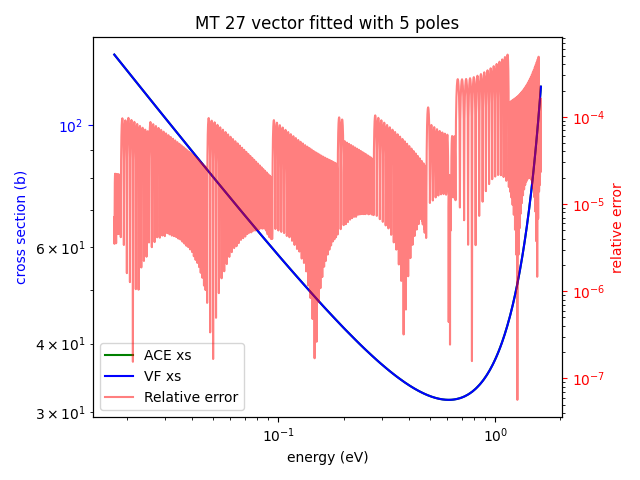 MT 27 vector fitted with 5 poles
cross section (b)
10²
6 × 10¹
4 × 10¹
3 × 10¹
10⁻⁴
10⁻⁵
10⁻⁶
10⁻⁷
relative error
ACE xs
VF xs
Relative error
10⁻¹
10⁰
energy (eV)